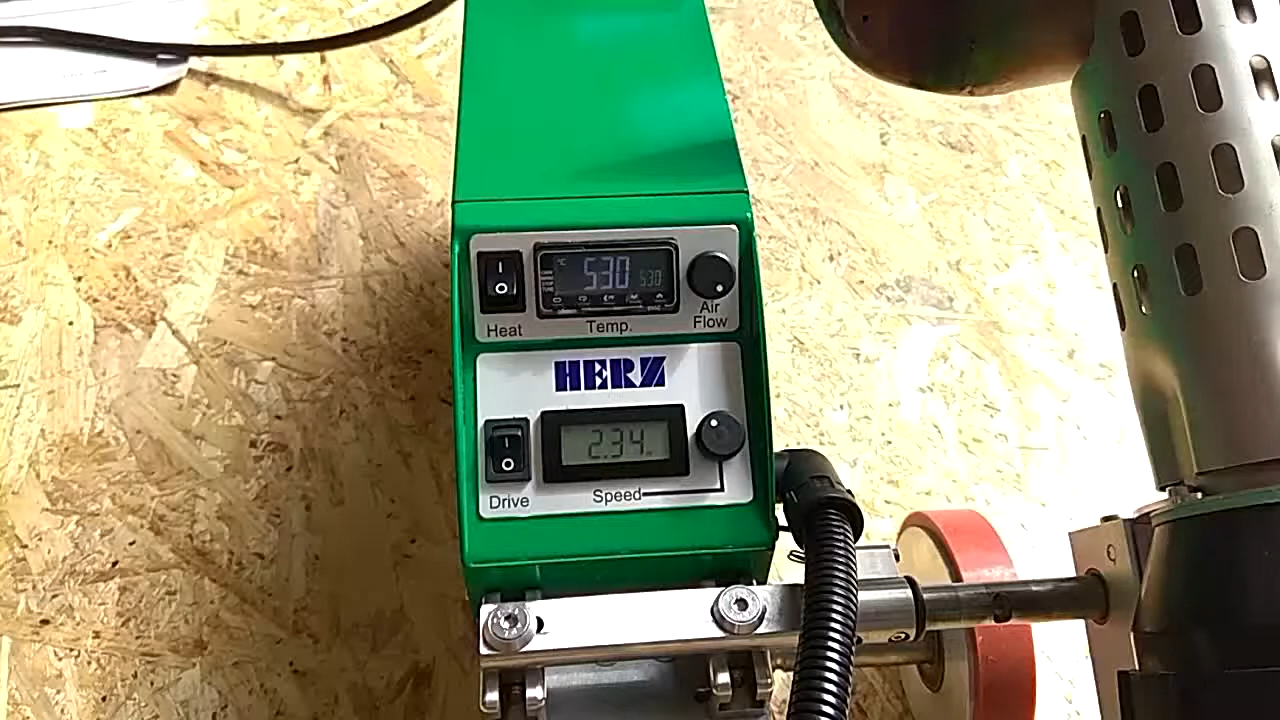 °C
530 530
I
O
Heat
Temp.
Air
Flow
HERZ
2.34
I
O
Drive
Speed